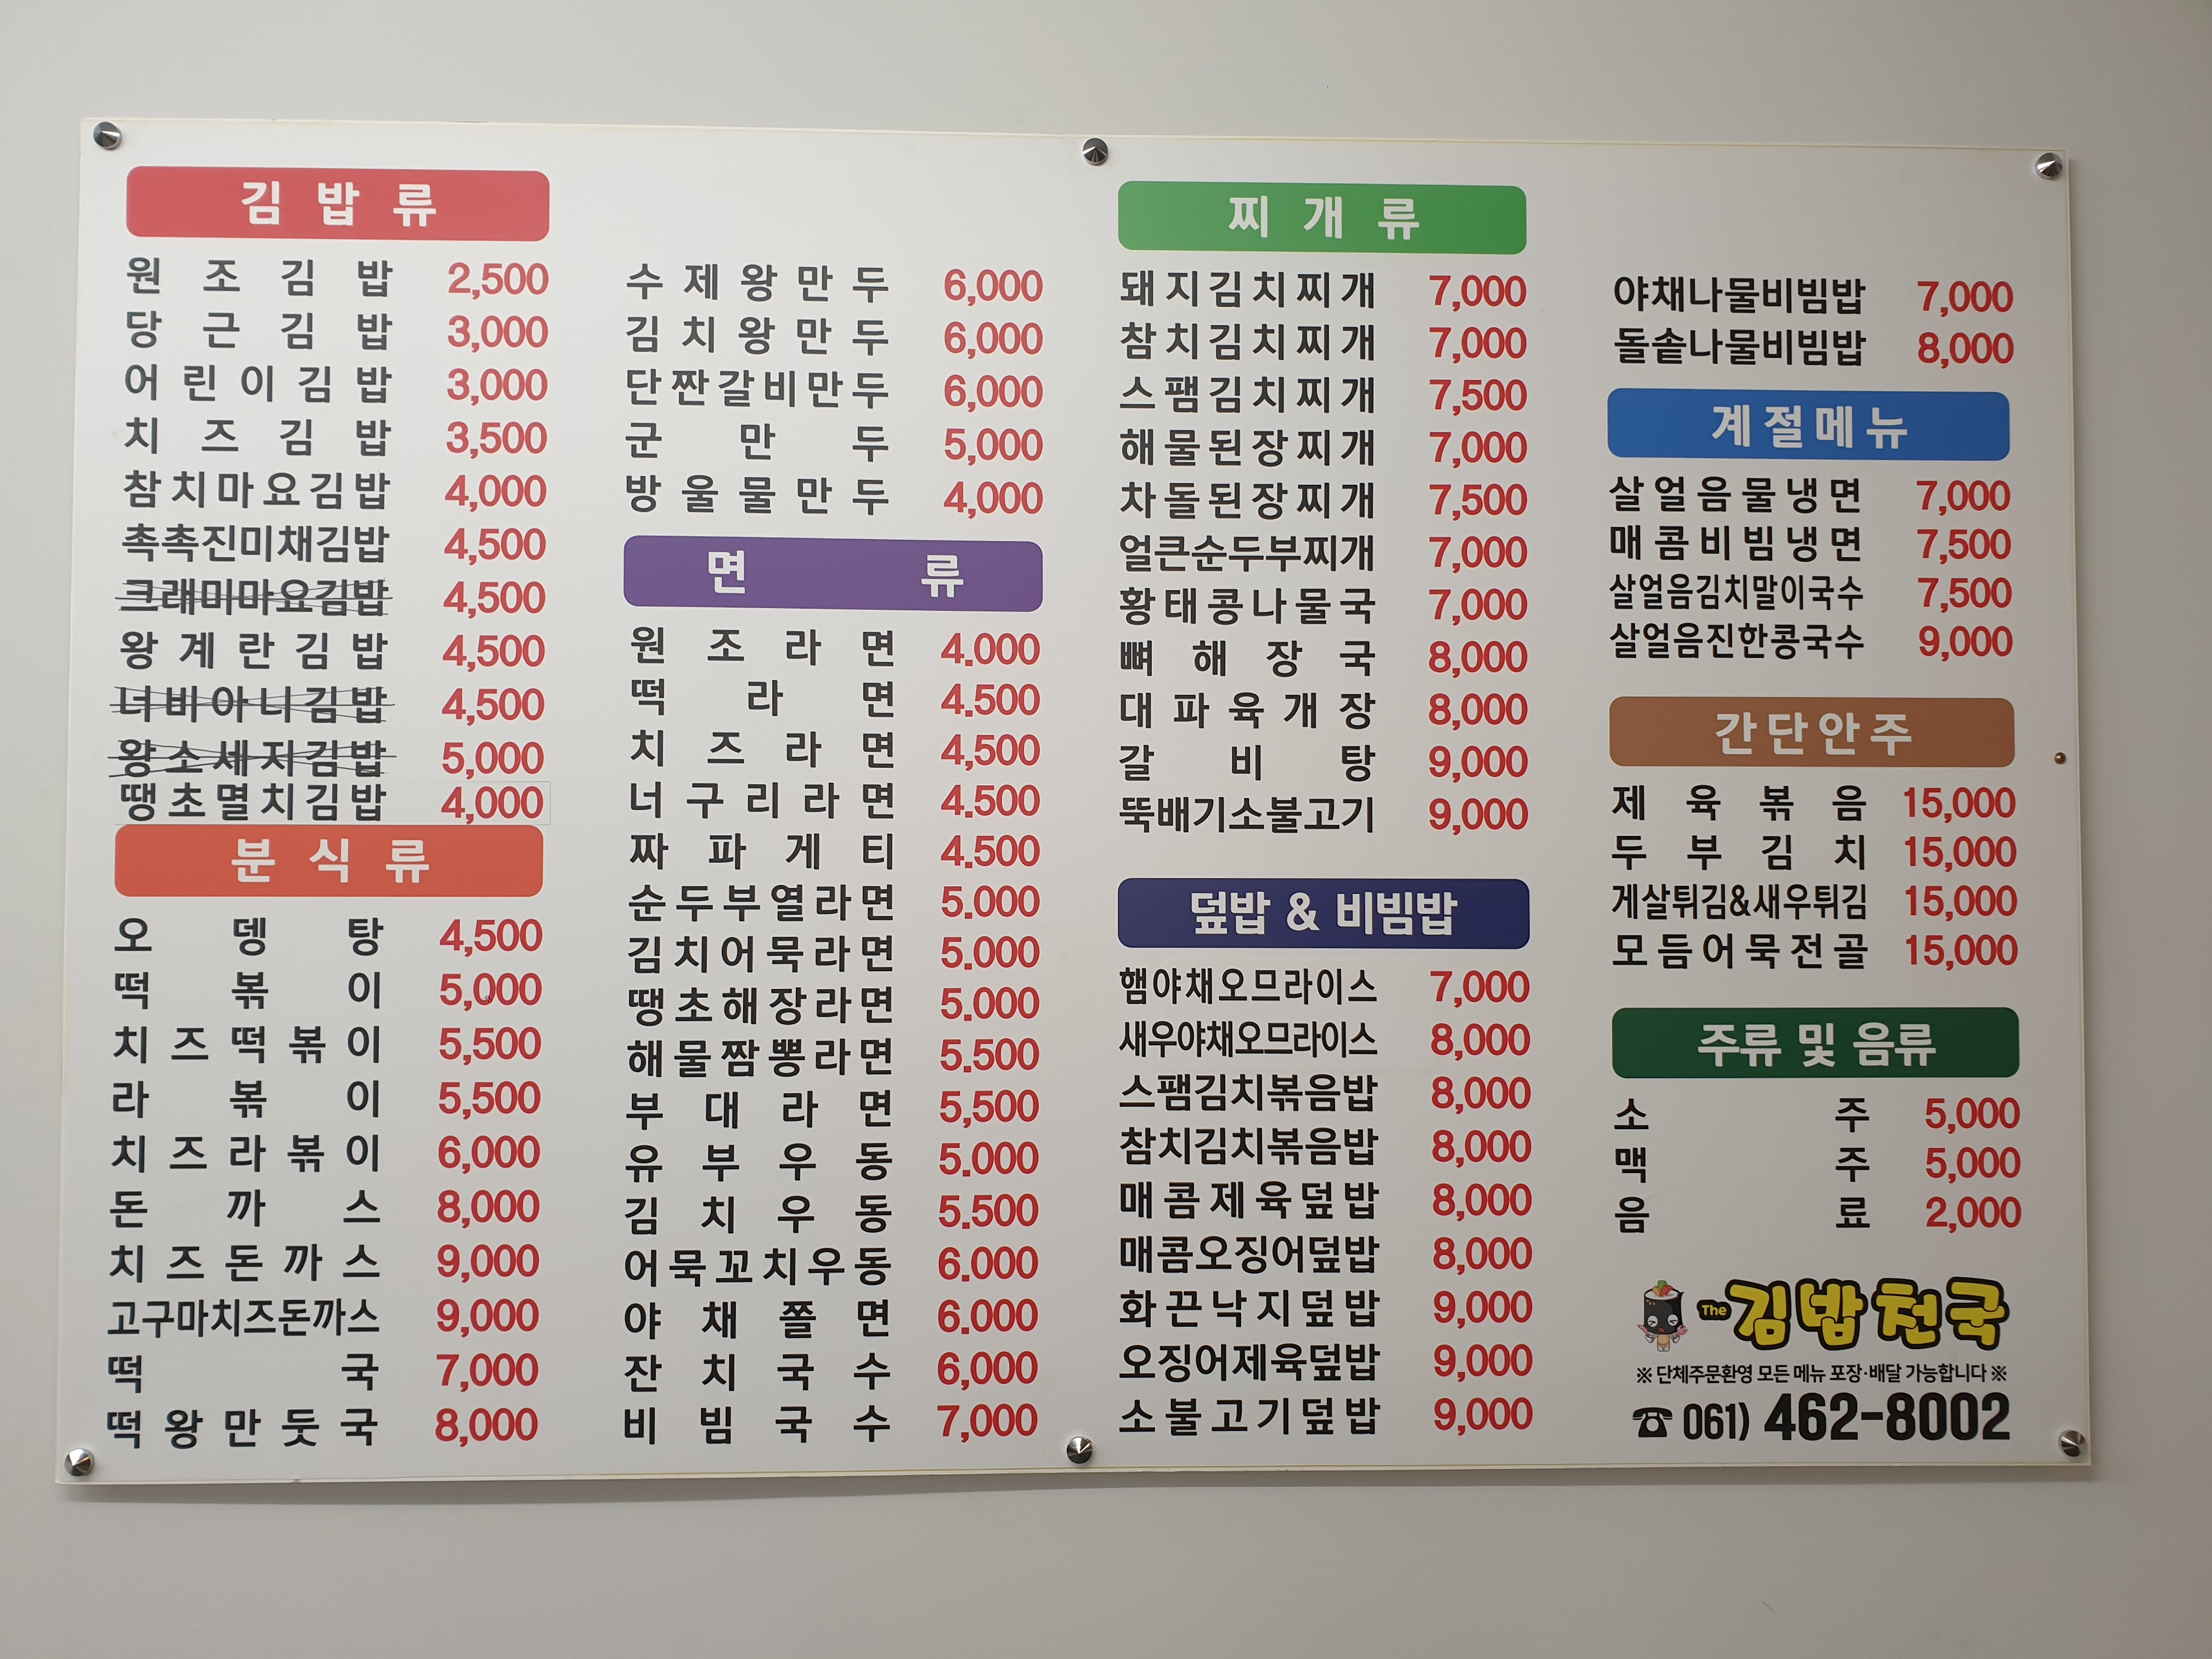 김밥류
원조김밥 2,500
당근김밥 3,000
어린이김밥 3,000
치즈김밥 3,500
참치마요김밥 4,000
촉촉진미채김밥 4,500
크래미마요김밥 4,500
왕계란김밥 4,500
너비아니김밥 4,500
왕소세지김밥 5,000
땡초멸치김밥 4,000
분식류
오뎅탕 4,500
떡볶이 5,000
치즈떡볶이 5,500
라볶이 5,500
치즈라볶이 6,000
돈까스 8,000
치즈돈까스 9,000
고구마치즈돈까스 9,000
떡국 7,000
떡왕만둣국 8,000
수제왕만두 6,000
김치왕만두 6,000
단짠갈비만두 6,000
군만두 5,000
방울물만두 4,000
면류
원조라면 4.000
떡라면 4.500
치즈라면 4,500
너구리라면 4.500
짜파게티 4.500
순두부열라면 5.000
김치어묵라면 5.000
땡초해장라면 5.000
해물짬뽕라면 5.500
부대라면 5,500
유부우동 5.000
김치우동 5.500
어묵꼬치우동 6.000
야채쫄면 6.000
잔치국수 6,000
비빔국수 7,000
찌개류
돼지김치찌개 7,000
참치김치찌개 7,000
스팸김치찌개 7,500
해물된장찌개 7,000
차돌된장찌개 7,500
얼큰순두부찌개 7,000
황태콩나물국 7,000
뼈해장국 8,000
대파육개장 8,000
갈비탕 9,000
뚝배기소불고기 9,000
덮밥 & 비빔밥
햄야채오므라이스 7,000
새우야채오므라이스 8,000
스팸김치볶음밥 8,000
참치김치볶음밥 8,000
매콤제육덮밥 8,000
매콤오징어덮밥 8,000
화끈낙지덮밥 9,000
오징어제육덮밥 9,000
소불고기덮밥 9,000
야채나물비빔밥 7,000
돌솥나물비빔밥 8,000
계절메뉴
살얼음물냉면 7,000
매콤비빔냉면 7,500
살얼음김치말이국수 7,500
살얼음진한콩국수 9,000
간단안주
제육볶음 15,000
두부김치 15,000
게살튀김&새우튀김 15,000
모듬어묵전골 15,000
주류 및 음류
소주 5,000
맥주 5,000
음료 2,000
The 김밥천국
※ 단체주문환영 모든 메뉴 포장·배달 가능합니다 ※
☎ 061) 462-8002